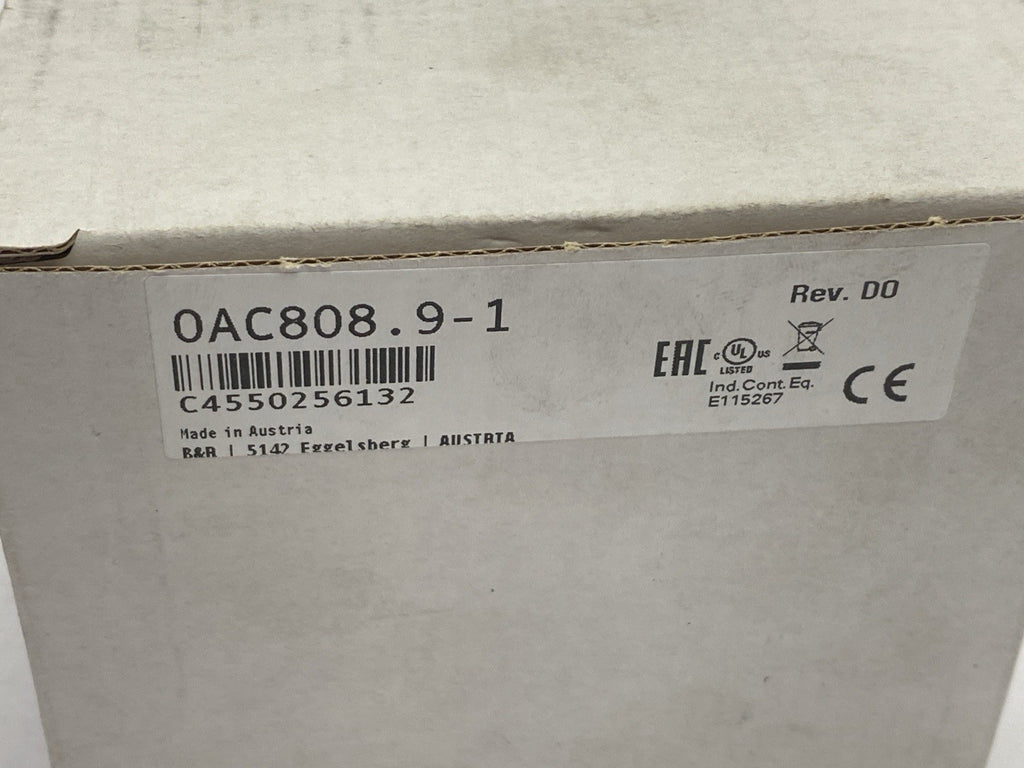 0AC808.9-1
Rev. D0
C4550256132
EAC
c UL us
LISTED
Ind.Cont.Eq.
E115267
CE
Made in Austria
B&R | 5142 Eggelsberg | AUSTRIA